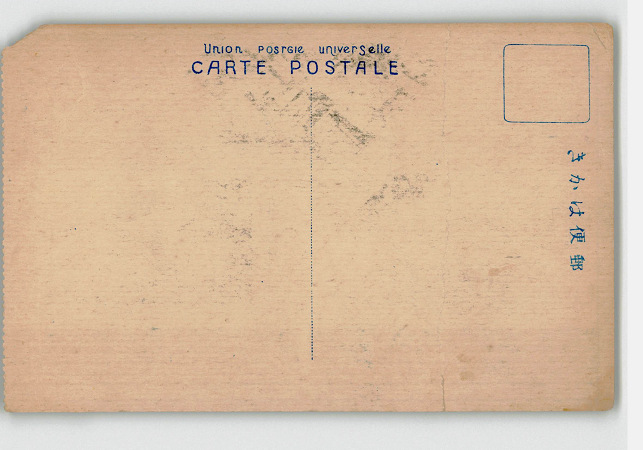 Union posrgie universelle
CARTE POSTALE
郵便はかき